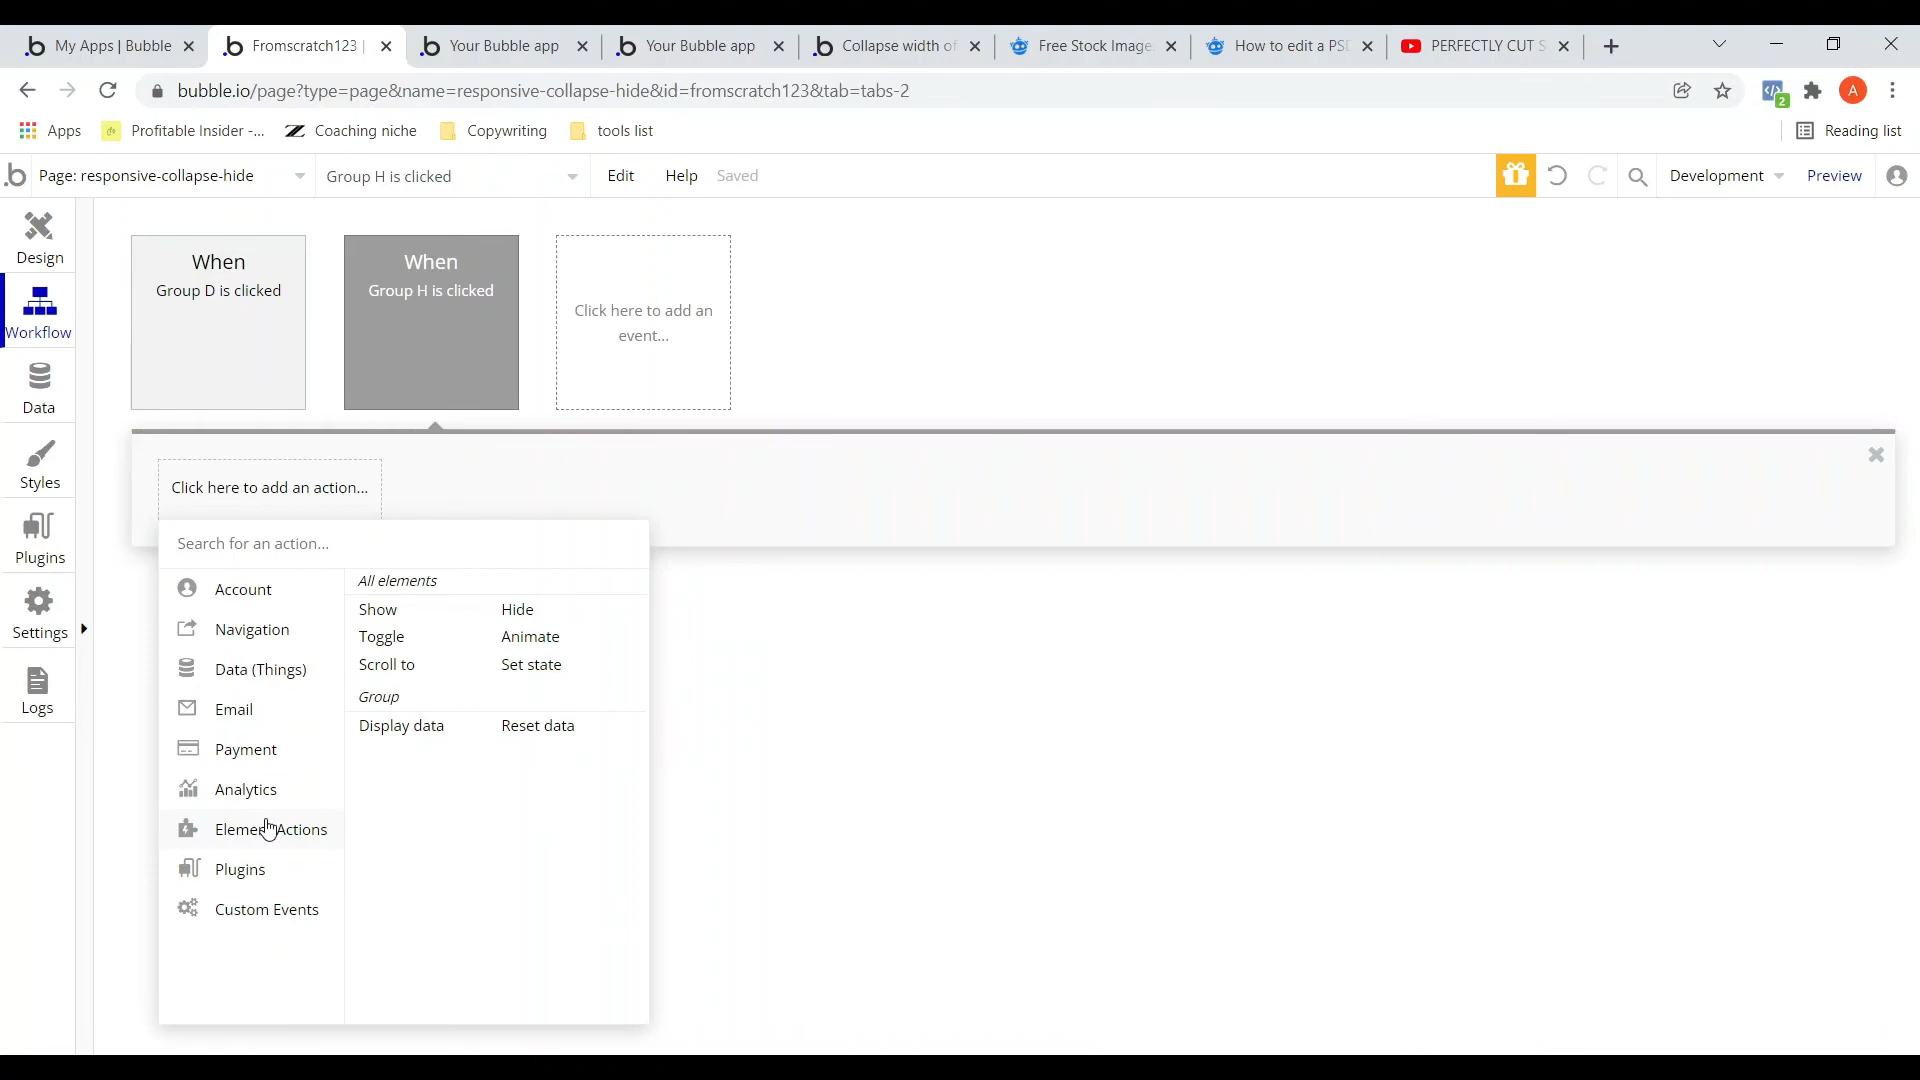 My Apps | Bubble
Fromscratch123 |
Your Bubble app
Your Bubble app
Collapse width of
Free Stock Image
How to edit a PSD
PERFECTLY CUT S
bubble.io/page?type=page&name=responsive-collapse-hide&id=fromscratch123&tab=tabs-2
2
A
Apps
Profitable Insider -...
Coaching niche
Copywriting
tools list
Reading list
b
Page: responsive-collapse-hide
Group H is clicked
Edit
Help
Saved
Development
Preview
Design
Workflow
Data
Styles
Plugins
Settings
Logs
When
Group D is clicked
When
Group H is clicked
Click here to add an
event...
Click here to add an action...
Search for an action...
Account
Navigation
Data (Things)
Email
Payment
Analytics
Element Actions
Plugins
Custom Events
All elements
Show
Hide
Toggle
Animate
Scroll to
Set state
Group
Display data
Reset data